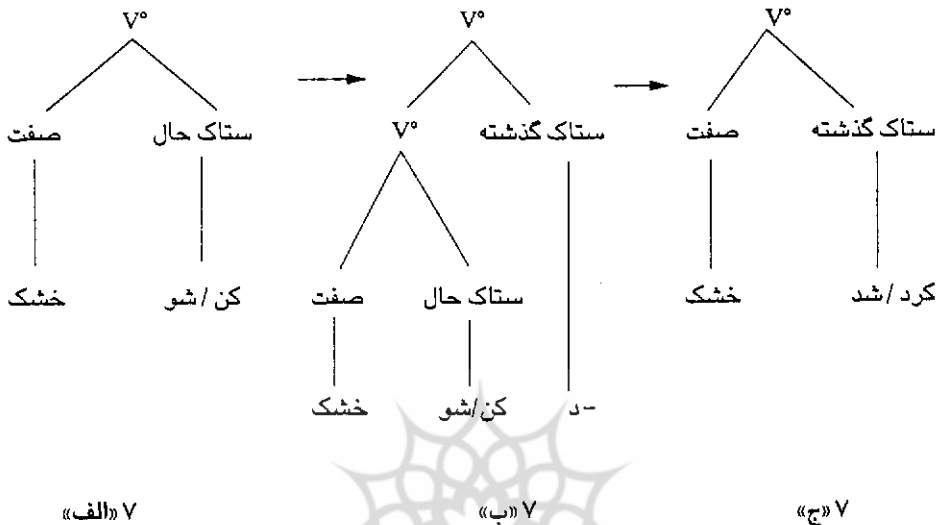 V° V° V°
صفت ستاک حال V° ستاک گذشته صفت ستاک گذشته
خشک کن / شو صفت ستاک حال خشک کرد / شد
خشک کن/شو -د
۷ «الف» ۷ «ب» ۷ «ج»